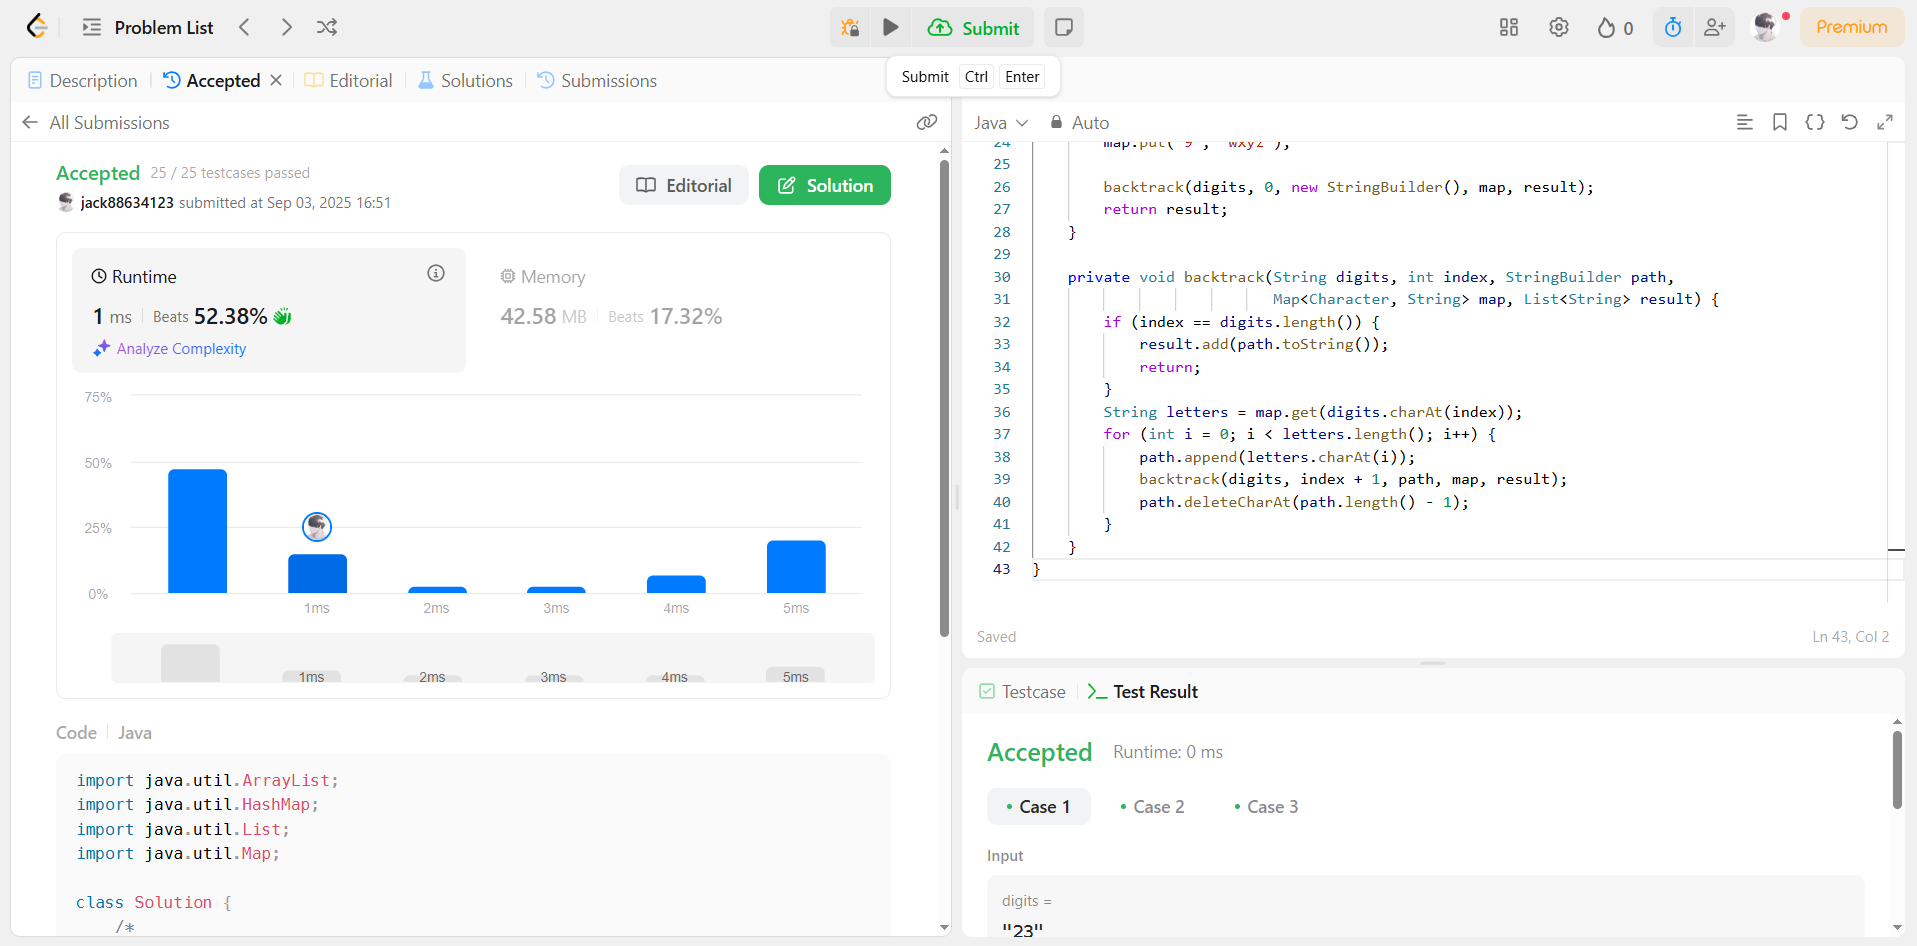 Problem List
Submit
0
Premium
Submit Ctrl Enter
Description
Accepted
Editorial
Solutions
Submissions
All Submissions
Accepted 25 / 25 testcases passed
jack88634123 submitted at Sep 03, 2025 16:51
Editorial
Solution
Runtime
1 ms Beats 52.38%
Analyze Complexity
Memory
42.58 MB Beats 17.32%
75%
50%
25%
0%
1ms 2ms 3ms 4ms 5ms
1ms 2ms 3ms 4ms 5ms
Code Java
import java.util.ArrayList;
import java.util.HashMap;
import java.util.List;
import java.util.Map;
class Solution {
/*
Java Auto
24 map.put('9', "wxyz");
25
26 backtrack(digits, 0, new StringBuilder(), map, result);
27 return result;
28 }
29
30 private void backtrack(String digits, int index, StringBuilder path,
31 Map<Character, String> map, List<String> result) {
32 if (index == digits.length()) {
33 result.add(path.toString());
34 return;
35 }
36 String letters = map.get(digits.charAt(index));
37 for (int i = 0; i < letters.length(); i++) {
38 path.append(letters.charAt(i));
39 backtrack(digits, index + 1, path, map, result);
40 path.deleteCharAt(path.length() - 1);
41 }
42 }
43 }
Saved
Ln 43, Col 2
Testcase
Test Result
Accepted Runtime: 0 ms
Case 1
Case 2
Case 3
Input
digits =
"23"